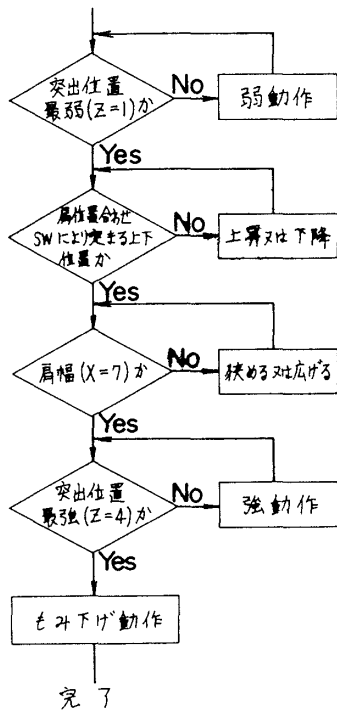 突出位置
最弱(Z=1)か
No
弱動作
Yes
肩位置合わせ
SWにより定まる上下
位置か
No
上昇又は下降
Yes
肩幅(X=7)か
No
狭める又は広げる
Yes
突出位置
最強(Z=4)か
No
強動作
Yes
もみ下げ動作
完了